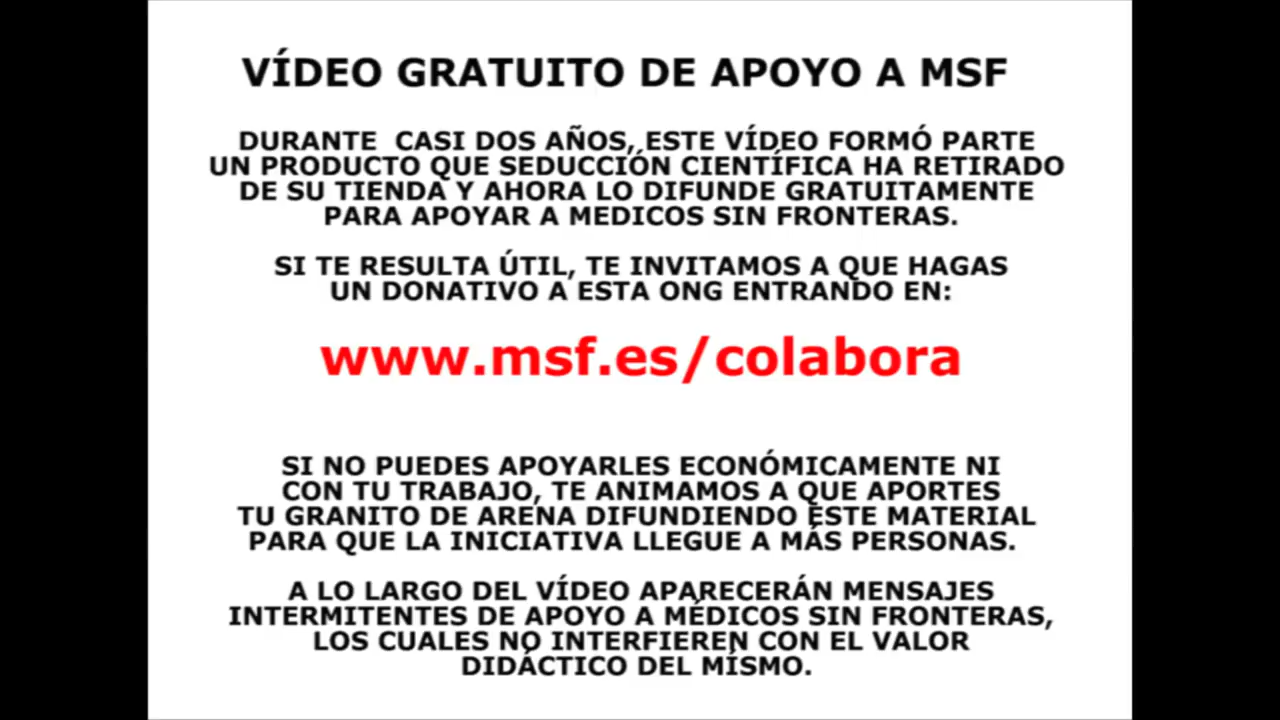 VÍDEO GRATUITO DE APOYO A MSF
DURANTE CASI DOS AÑOS, ESTE VÍDEO FORMÓ PARTE
UN PRODUCTO QUE SEDUCCIÓN CIENTÍFICA HA RETIRADO
DE SU TIENDA Y AHORA LO DIFUNDE GRATUITAMENTE
PARA APOYAR A MEDICOS SIN FRONTERAS.
SI TE RESULTA ÚTIL, TE INVITAMOS A QUE HAGAS
UN DONATIVO A ESTA ONG ENTRANDO EN:
www.msf.es/colabora
SI NO PUEDES APOYARLES ECONÓMICAMENTE NI
CON TU TRABAJO, TE ANIMAMOS A QUE APORTES
TU GRANITO DE ARENA DIFUNDIENDO ESTE MATERIAL
PARA QUE LA INICIATIVA LLEGUE A MÁS PERSONAS.
A LO LARGO DEL VÍDEO APARECERÁN MENSAJES
INTERMITENTES DE APOYO A MÉDICOS SIN FRONTERAS,
LOS CUALES NO INTERFIEREN CON EL VALOR
DIDÁCTICO DEL MÍSMO.